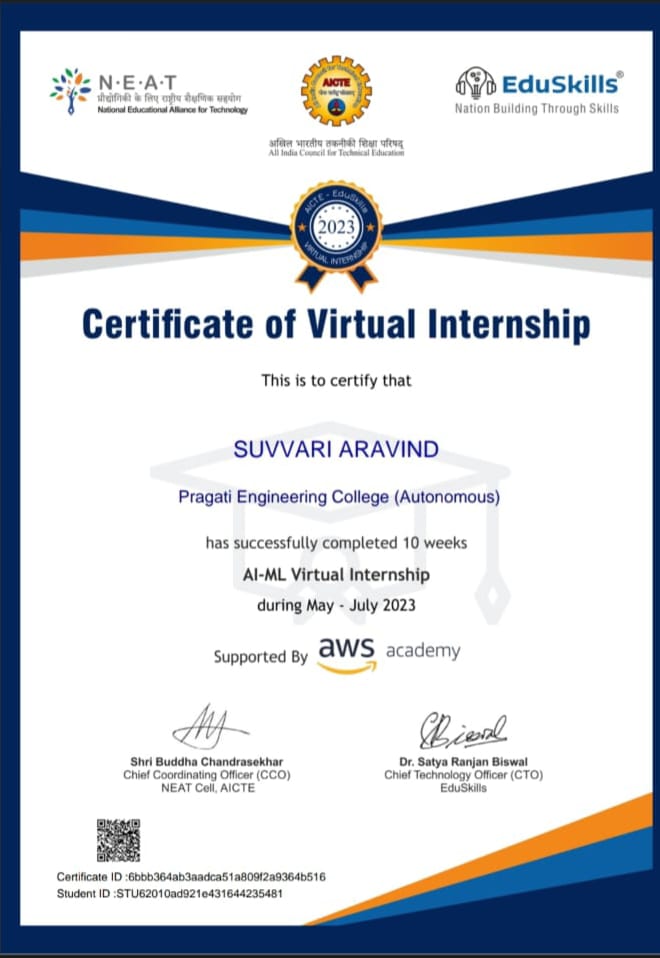 N·E·A·T
प्रौद्योगिकी के लिए राष्ट्रीय शैक्षणिक सहयोग
National Educational Alliance for Technology
AICTE
अखिल भारतीय तकनीकी शिक्षा परिषद्
All India Council for Technical Education
EduSkills®
Nation Building Through Skills
AICTE - EduSkills
2023
VIRTUAL INTERNSHIP
Certificate of Virtual Internship
This is to certify that
SUVVARI ARAVIND
Pragati Engineering College (Autonomous)
has successfully completed 10 weeks
AI-ML Virtual Internship
during May - July 2023
Supported By aws academy
Shri Buddha Chandrasekhar
Chief Coordinating Officer (CCO)
NEAT Cell, AICTE
Dr. Satya Ranjan Biswal
Chief Technology Officer (CTO)
EduSkills
Certificate ID :6bbb364ab3aadca51a809f2a9364b516
Student ID :STU62010ad921e431644235481